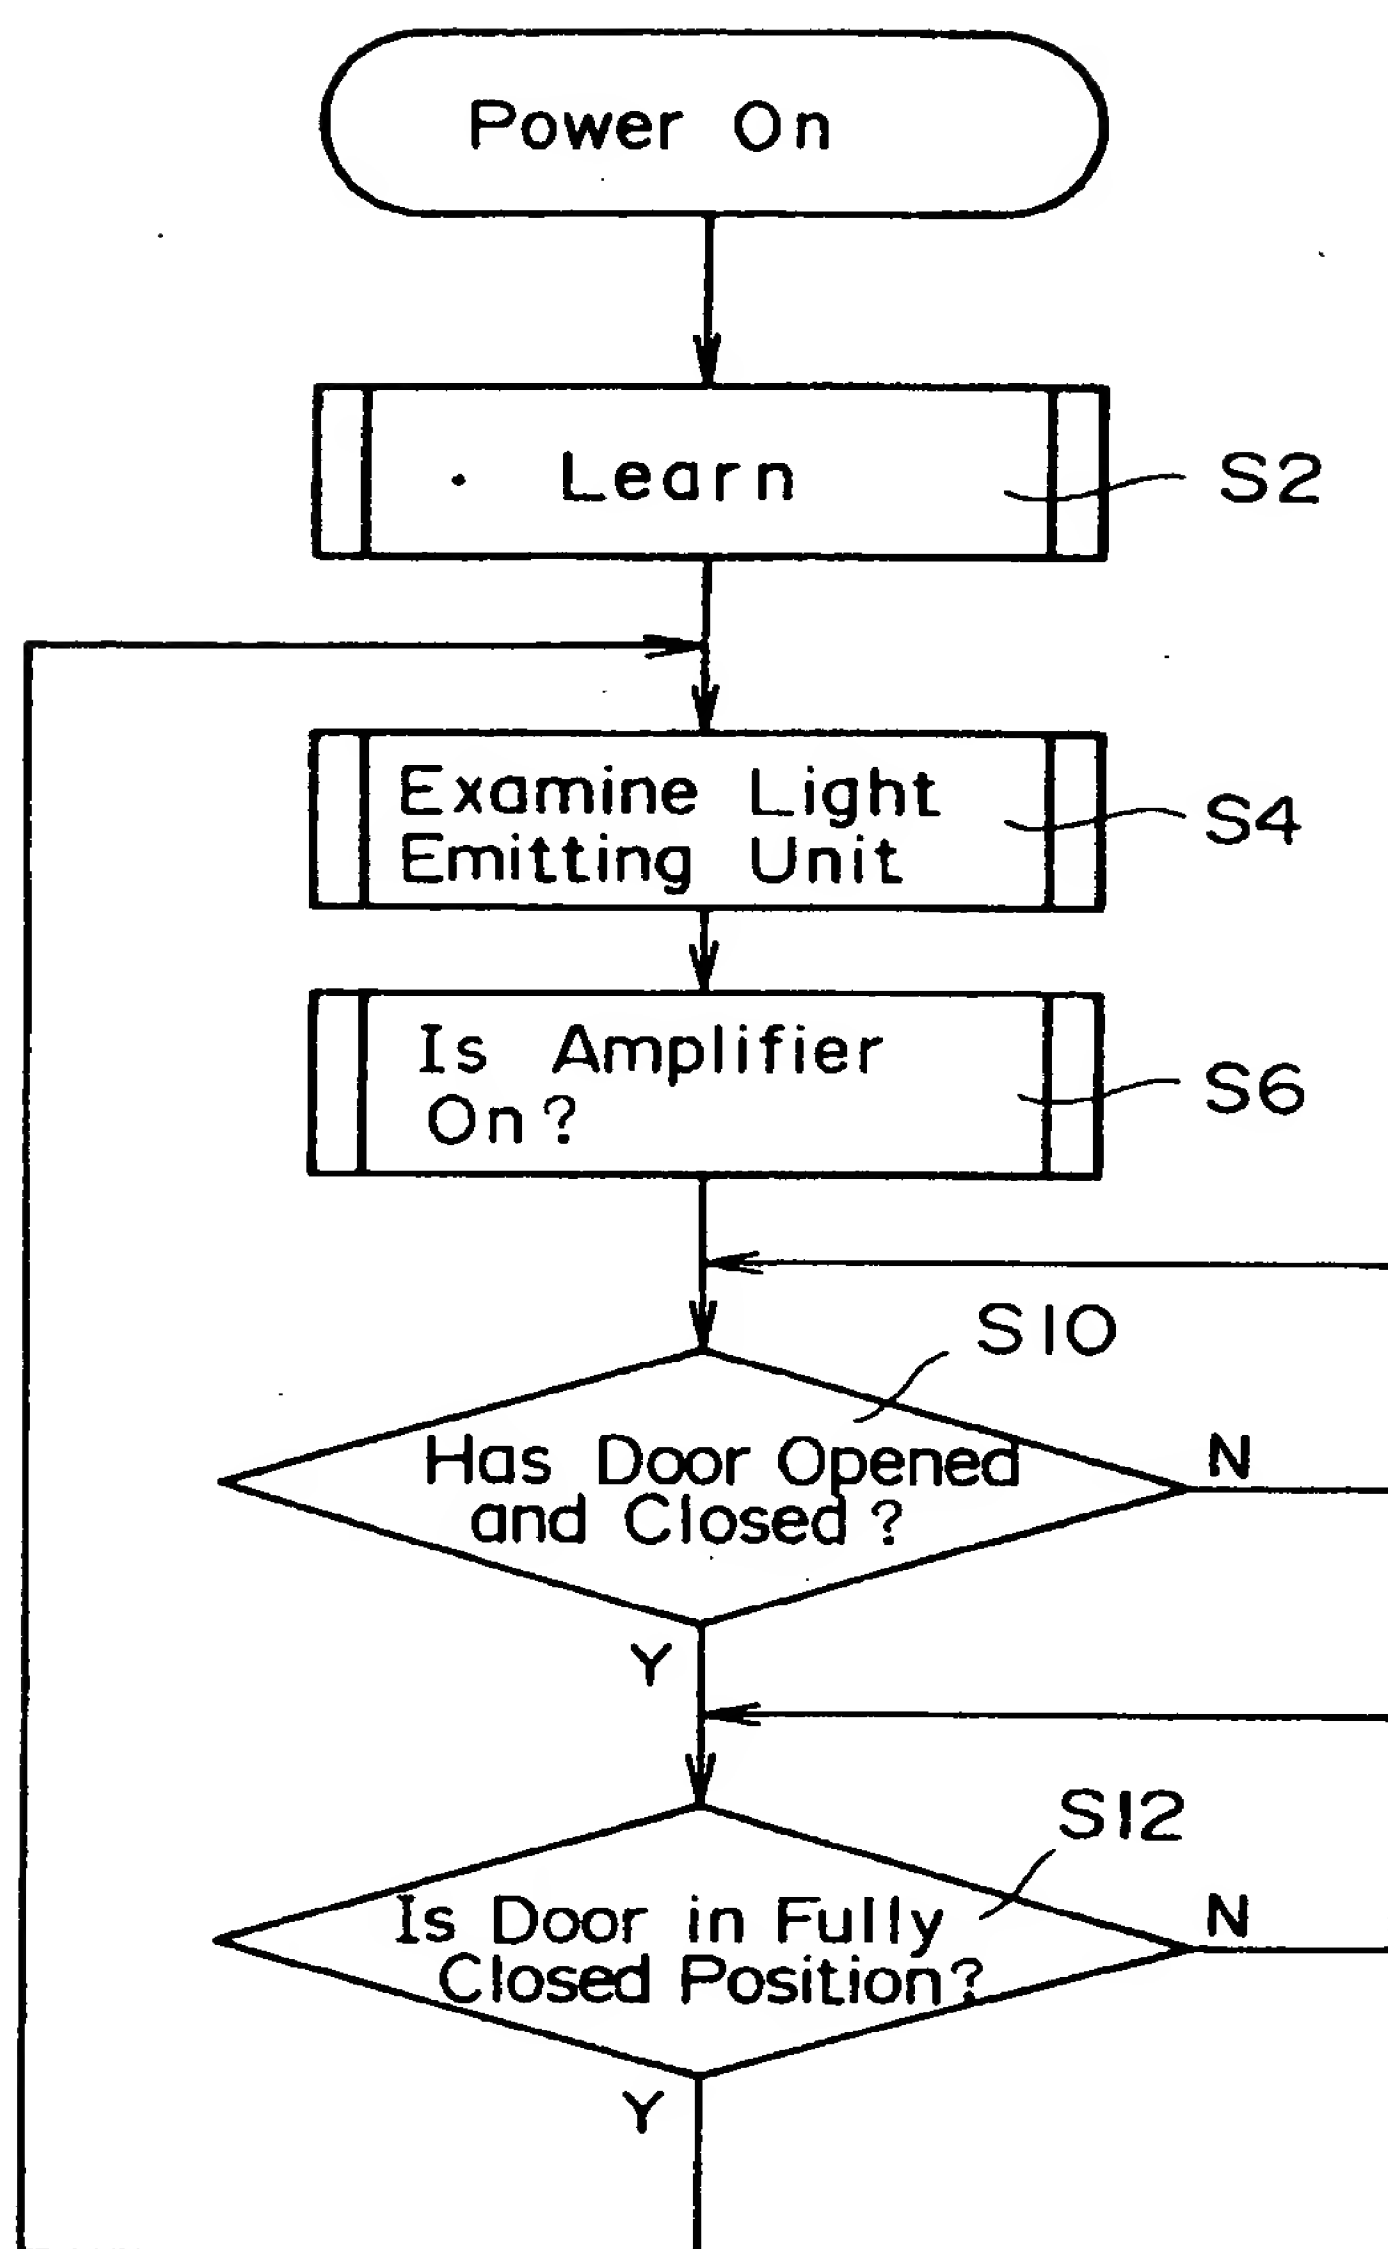 Power On
Learn
S2
Examine Light
Emitting Unit
S4
Is Amplifier
On?
S6
S10
Has Door Opened
and Closed?
N
Y
S12
Is Door in Fully
Closed Position?
N
Y